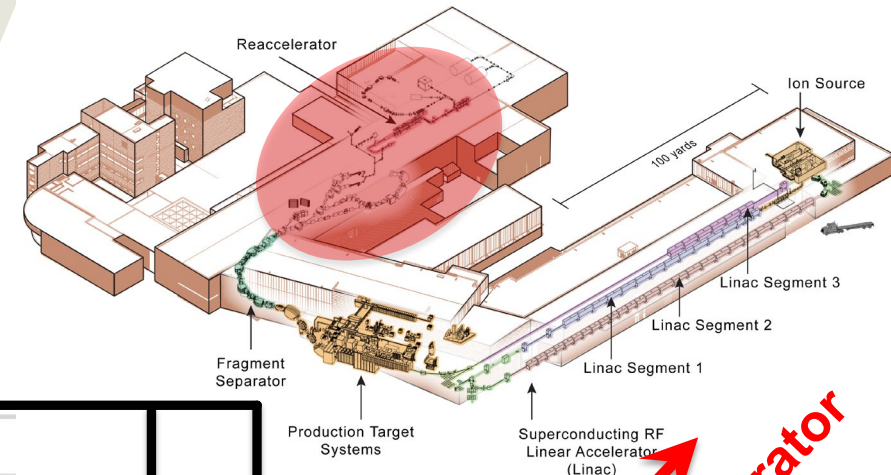 Reaccelerator
Ion Source
100 yards
Linac Segment 3
Linac Segment 2
Linac Segment 1
Fragment
Separator
Production Target
Systems
Superconducting RF
Linear Accelerator
(Linac)